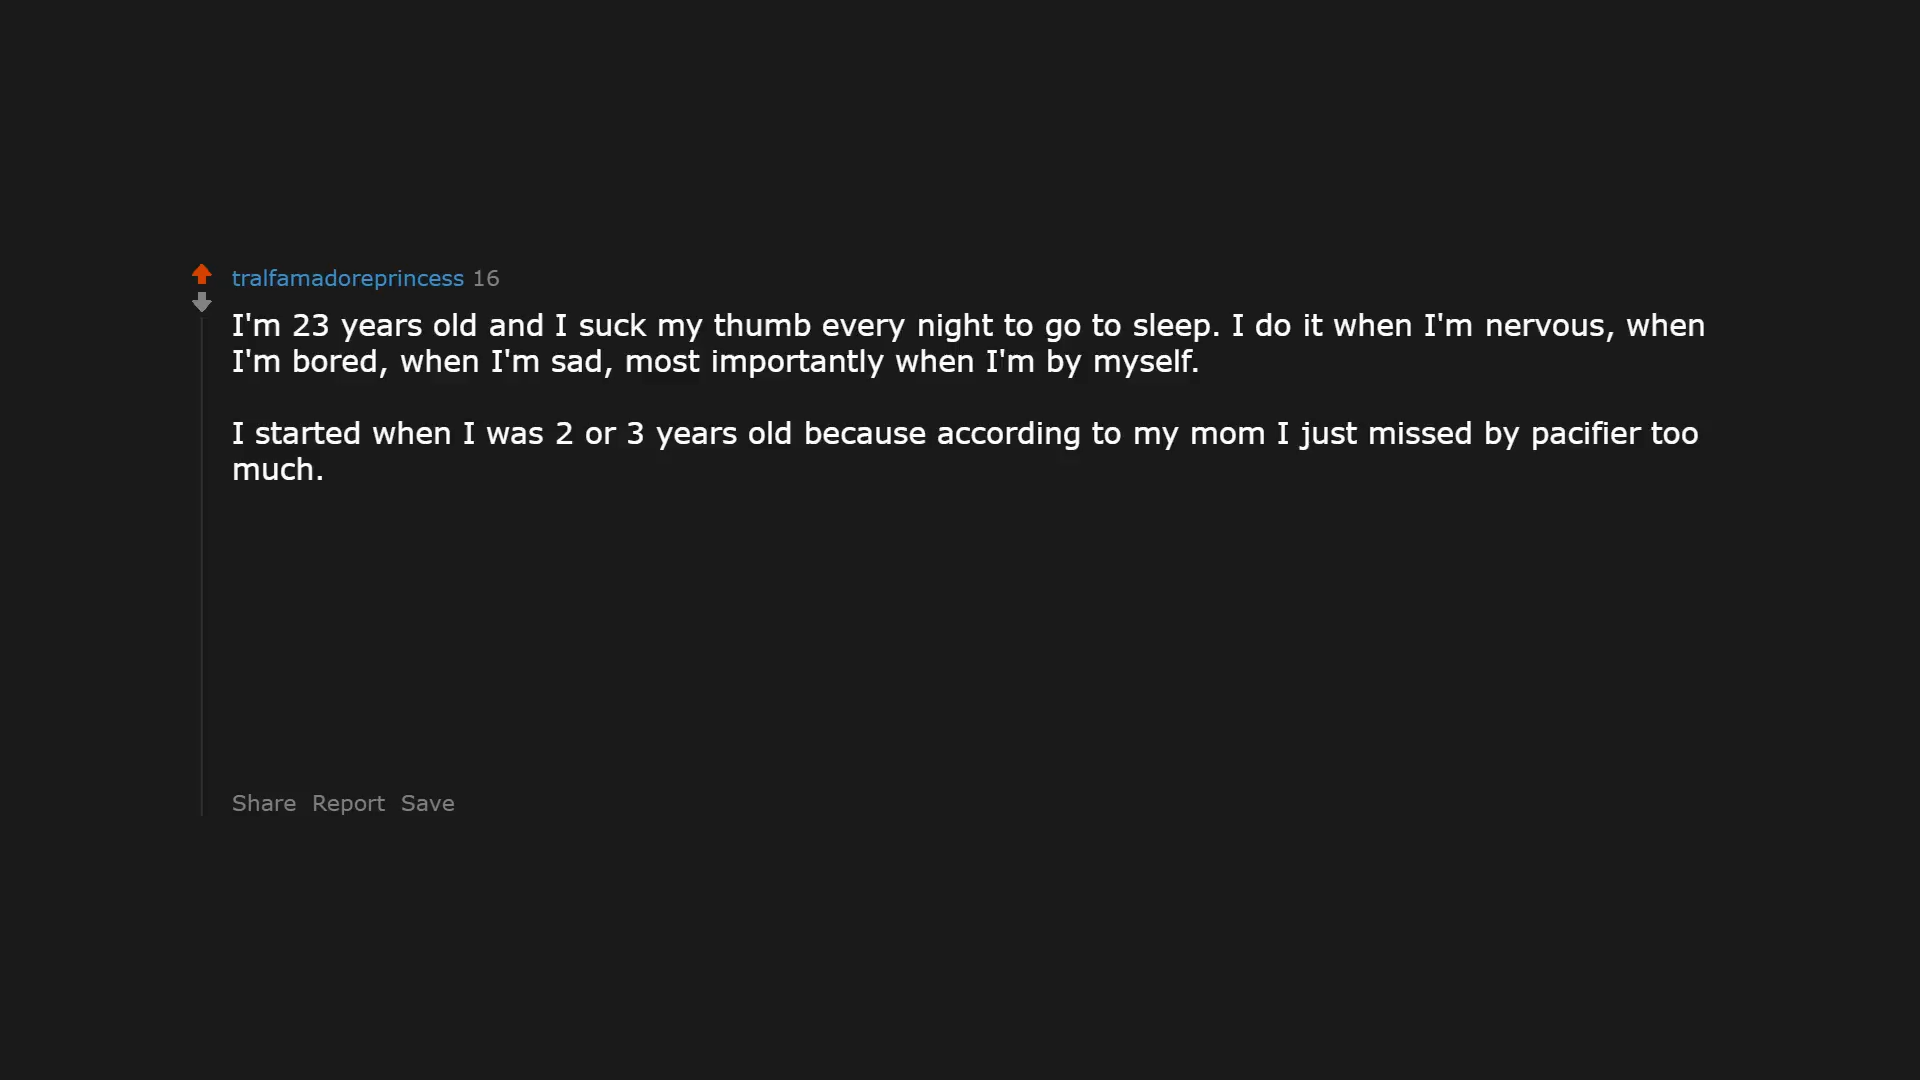 tralfamadoreprincess 16
I'm 23 years old and I suck my thumb every night to go to sleep. I do it when I'm nervous, when
I'm bored, when I'm sad, most importantly when I'm by myself.
I started when I was 2 or 3 years old because according to my mom I just missed by pacifier too
much.
Share Report Save